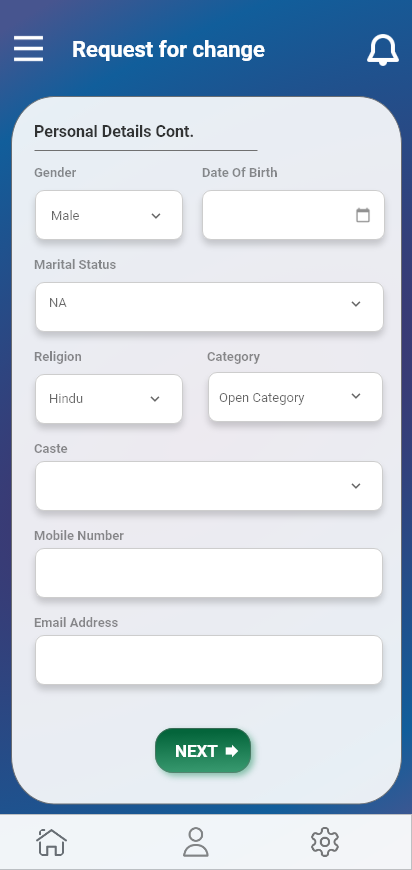 Request for change
Personal Details Cont.
Gender Date Of Birth
Male
Marital Status
NA
Religion Category
Hindu Open Category
Caste
Mobile Number
Email Address
NEXT